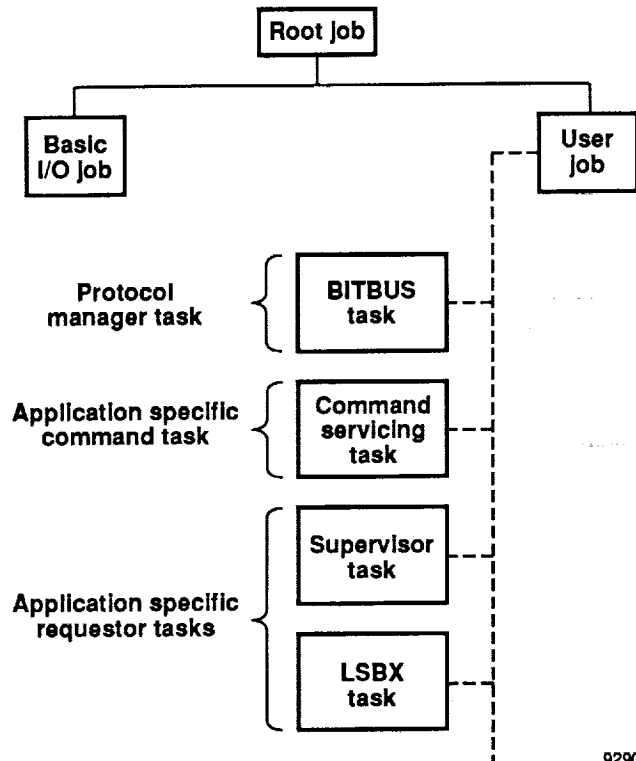 Root job
Basic
I/O job
User
job
Protocol
manager task
BITBUS
task
Application specific
command task
Command
servicing
task
Supervisor
task
Application specific
requestor tasks
LSBX
task
9290